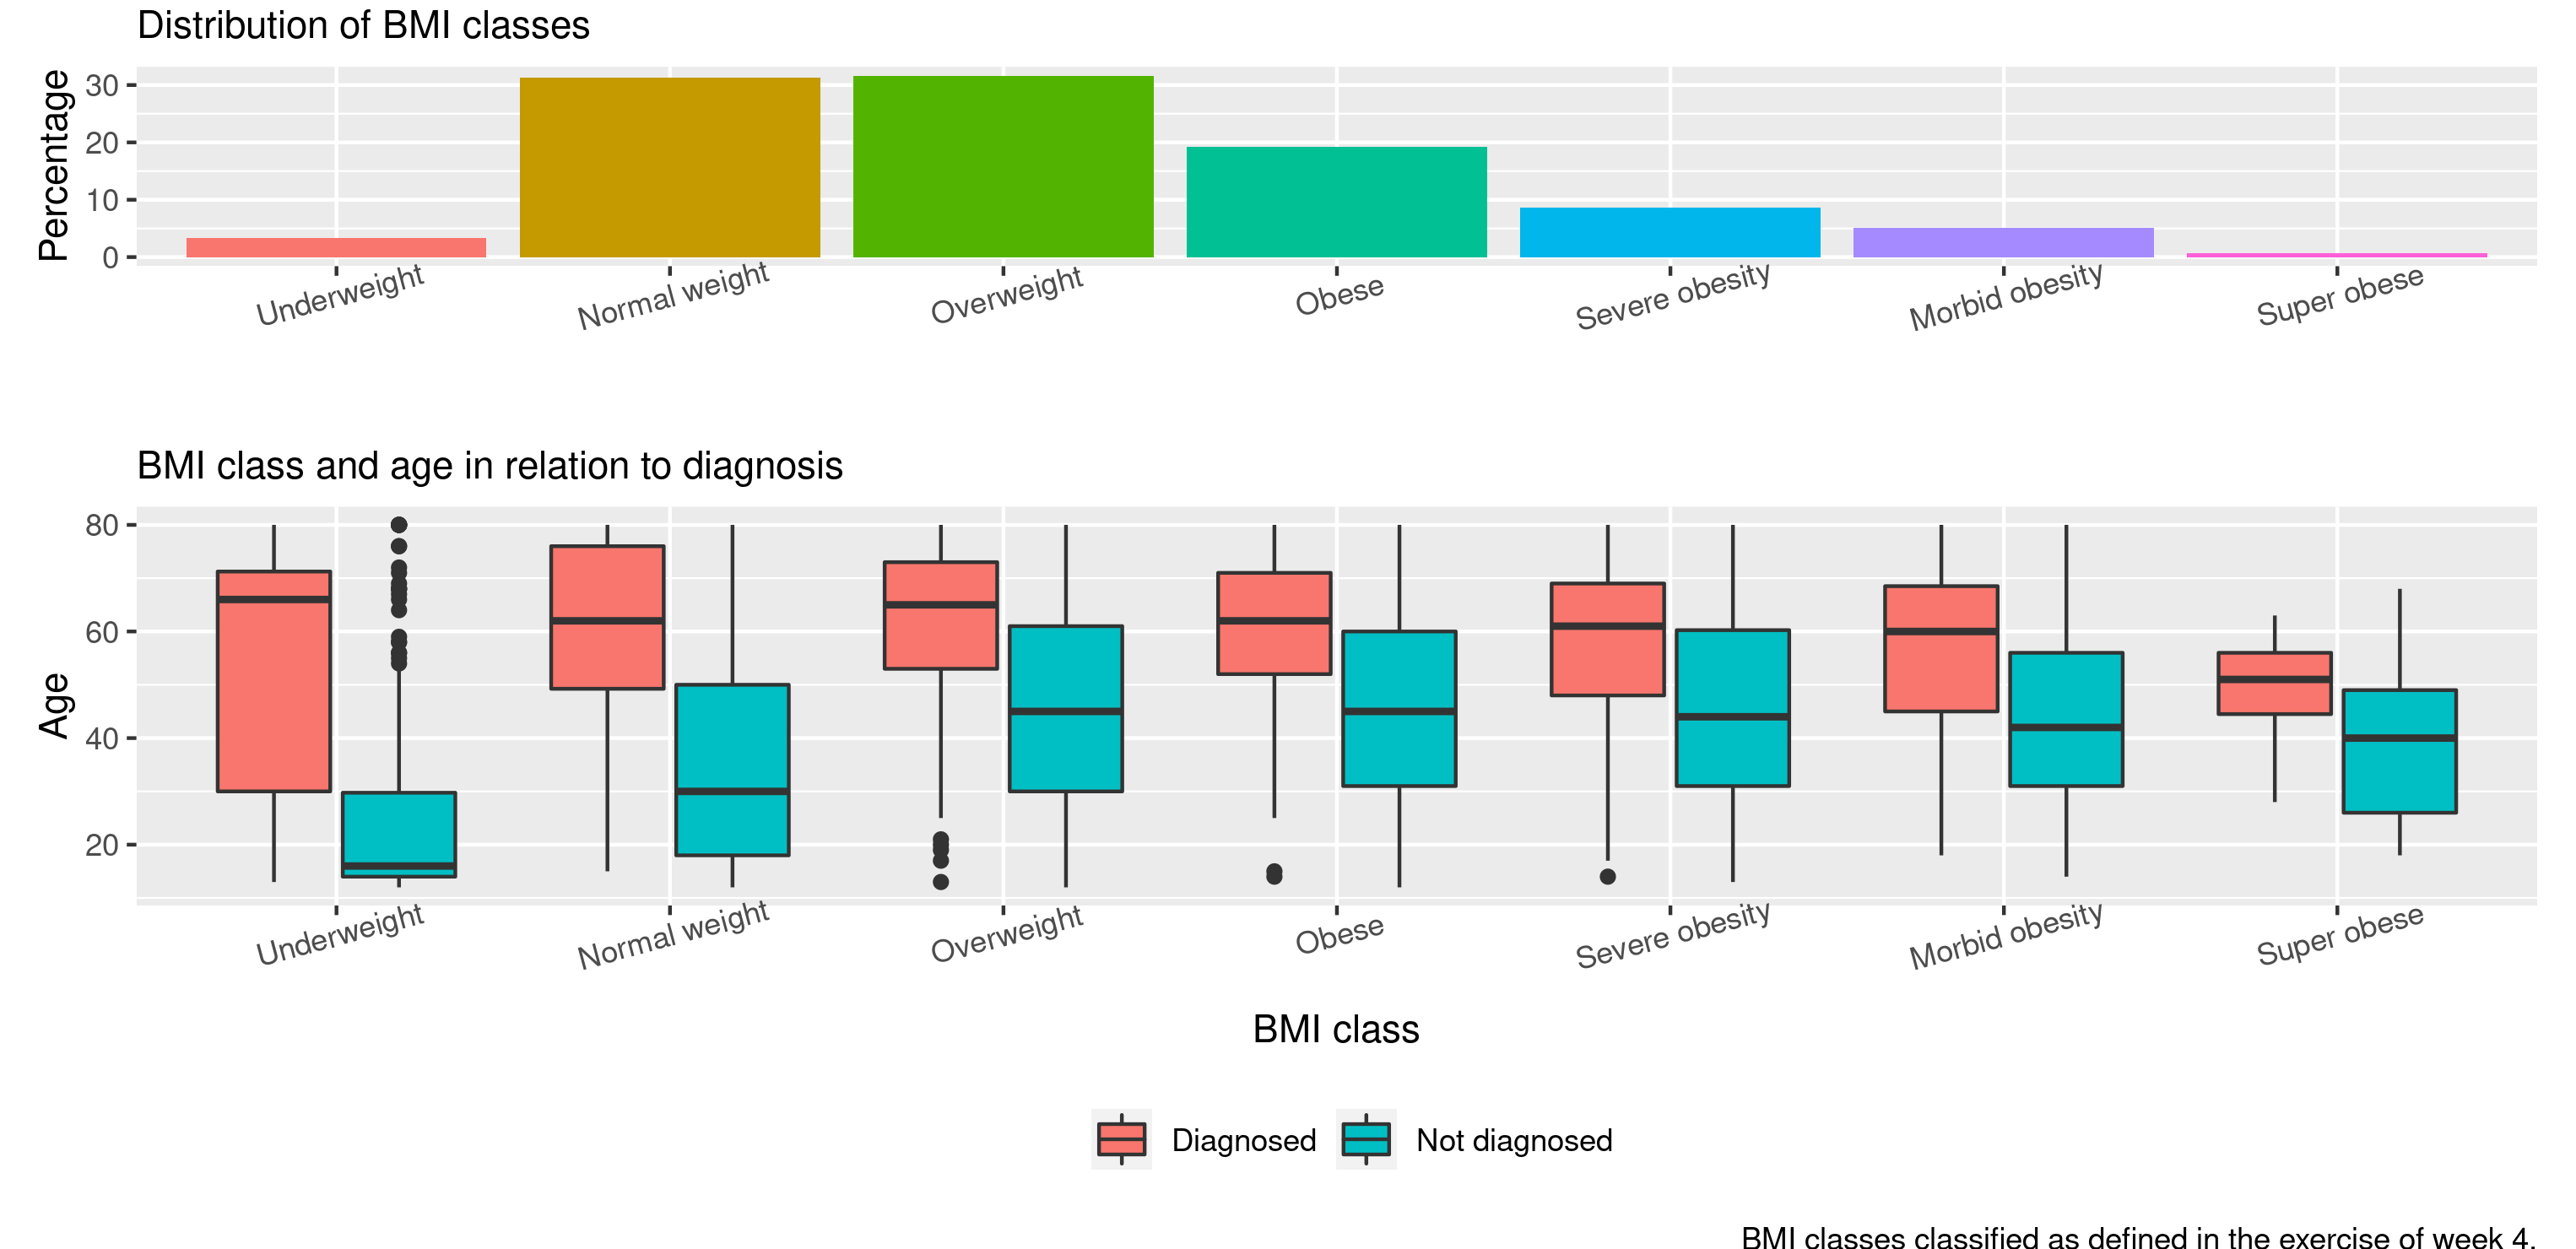 Distribution of BMI classes
Percentage
30
20
10
0
Underweight
Normal weight
Overweight
Obese
Severe obesity
Morbid obesity
Super obese
BMI class and age in relation to diagnosis
Age
80
60
40
20
Underweight
Normal weight
Overweight
Obese
Severe obesity
Morbid obesity
Super obese
BMI class
Diagnosed
Not diagnosed
BMI classes classified as defined in the exercise of week 4.